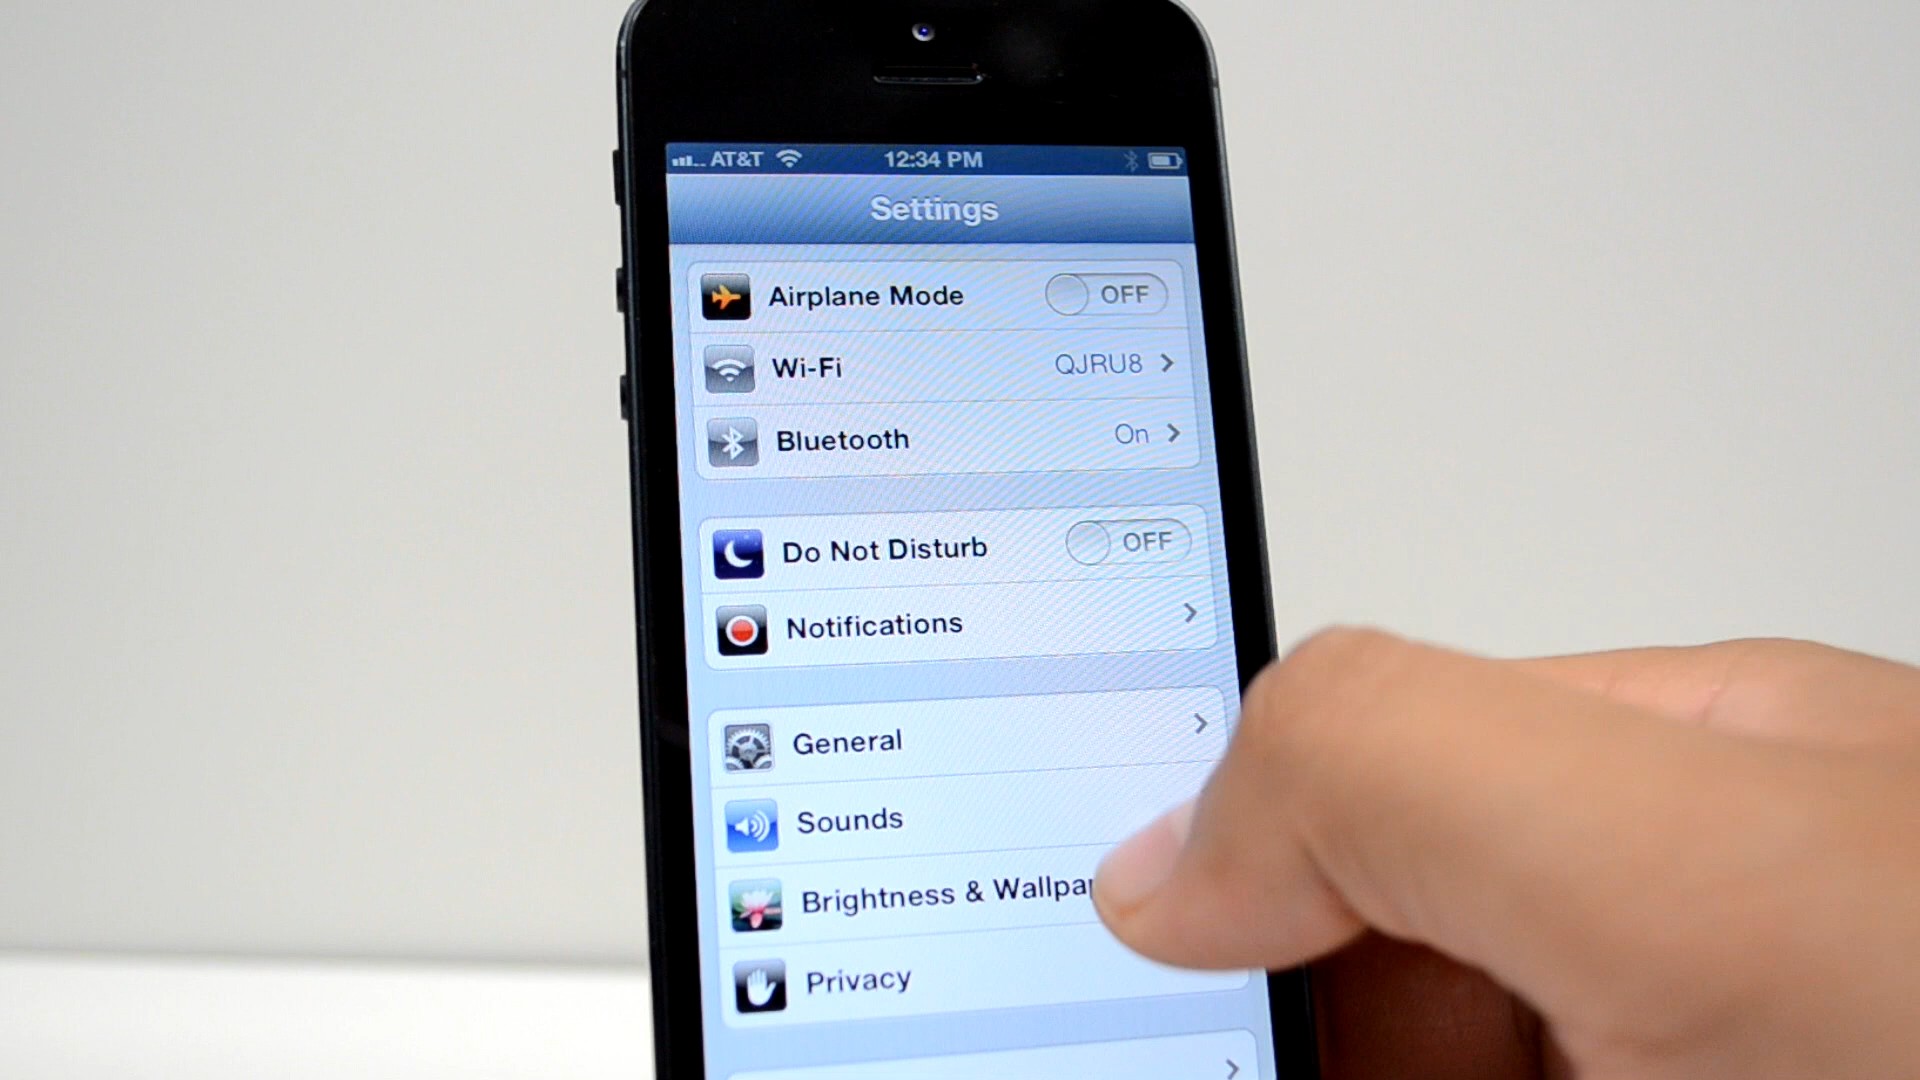 AT&T 12:34 PM
Settings
Airplane Mode OFF
Wi-Fi QJRU8
Bluetooth On
Do Not Disturb OFF
Notifications
General
Sounds
Brightness & Wallpa
Privacy